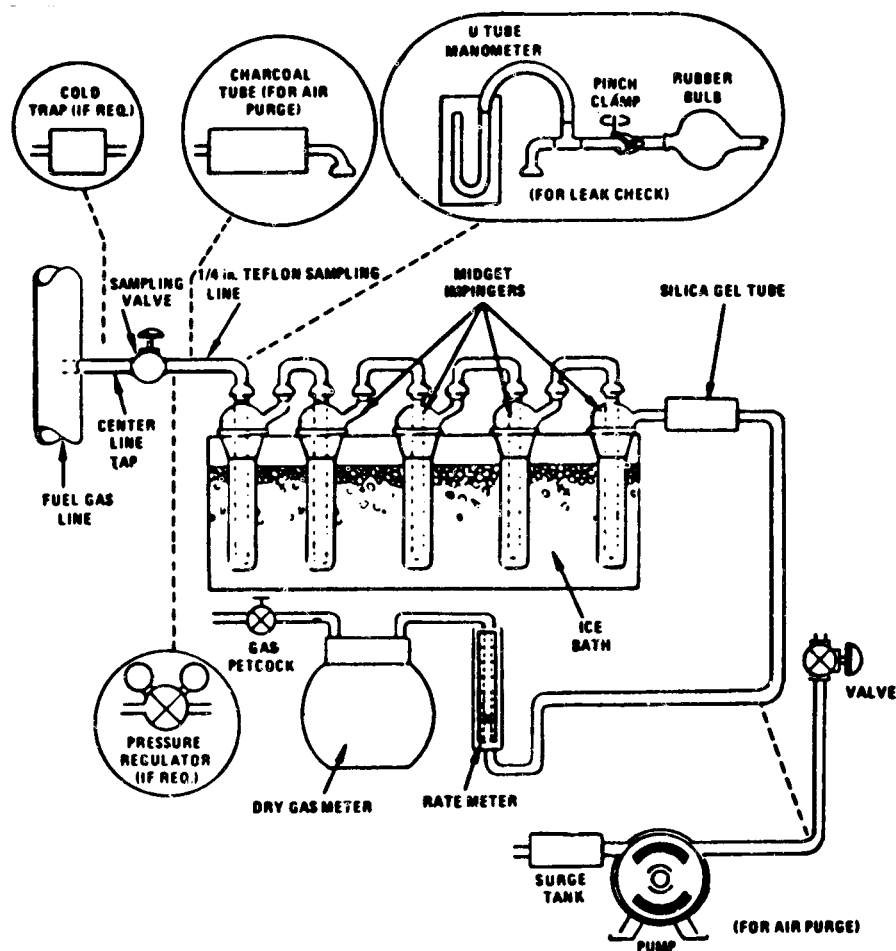 U TUBE
MANOMETER
COLD
TRAP (IF REQ.)
CHARCOAL
TUBE (FOR AIR
PURGE)
PINCH
CLAMP
RUBBER
BULB
(FOR LEAK CHECK)
SAMPLING
VALVE
1/4 in. TEFLON SAMPLING
LINE
MIDGET
IMPINGERS
SILICA GEL TUBE
CENTER
LINE
TAP
FUEL GAS
LINE
ICE
BATH
GAS
PETCOCK
VALVE
PRESSURE
REGULATOR
(IF REQ.)
DRY GAS METER
RATE METER
SURGE
TANK
PUMP
(FOR AIR PURGE)